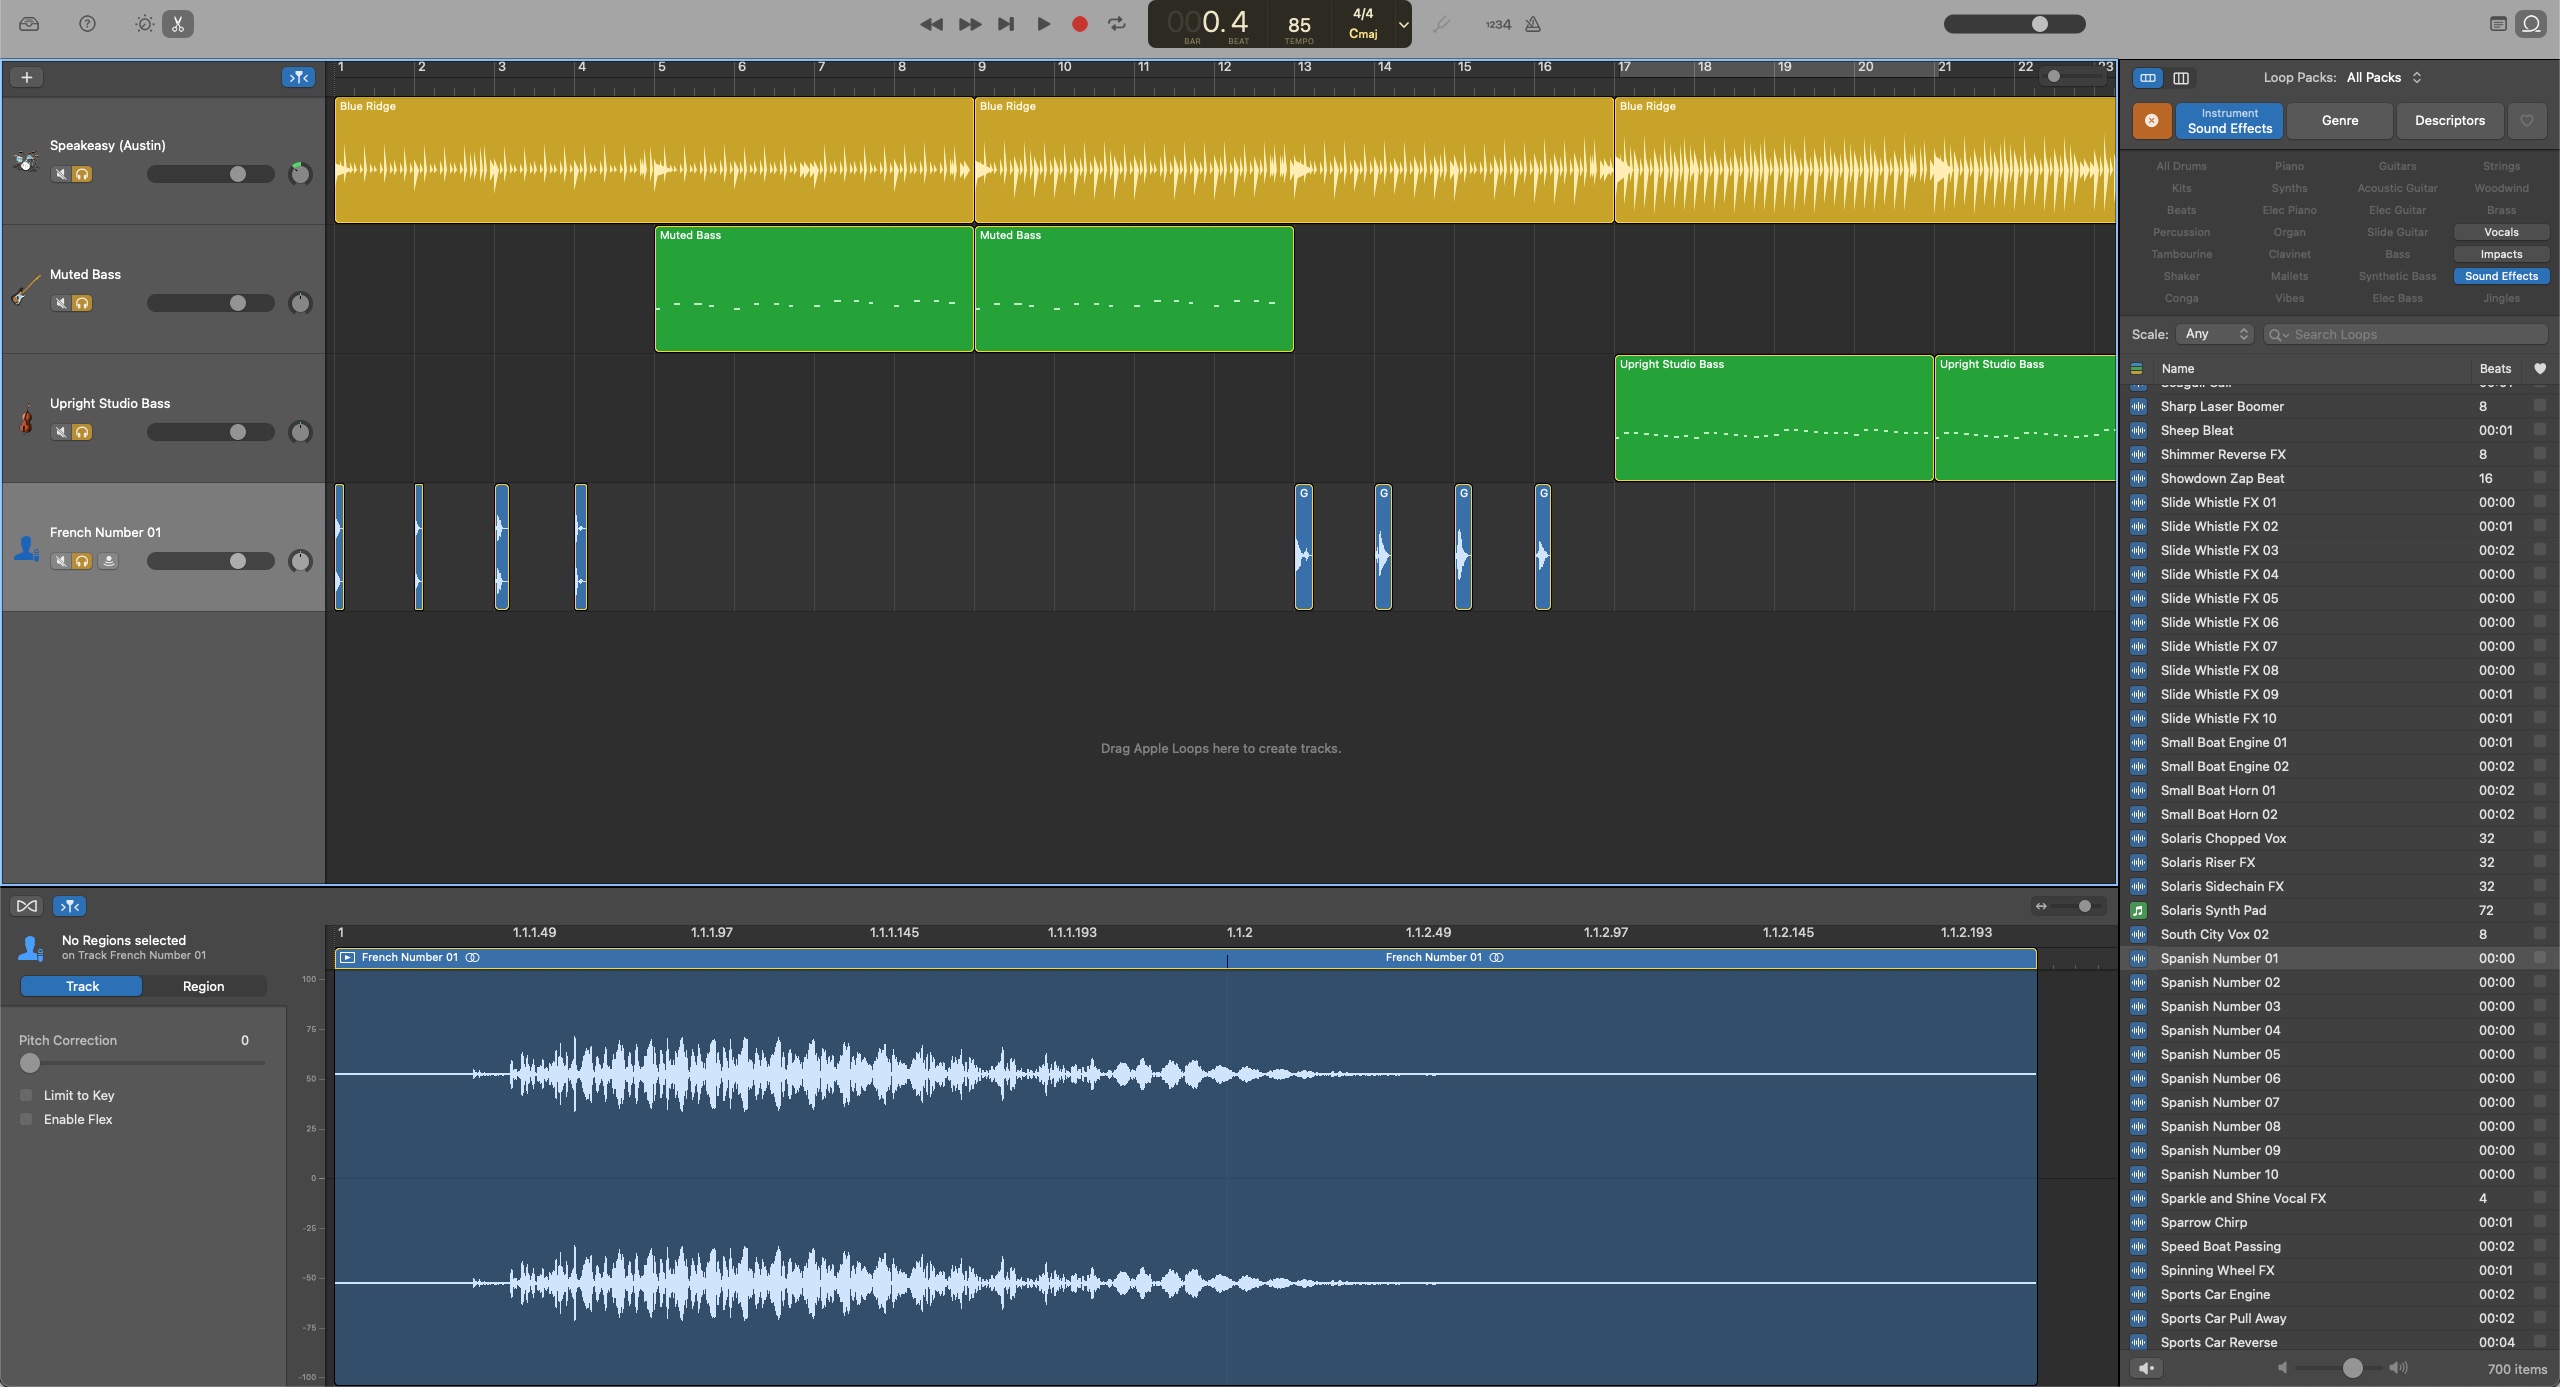 000.4
BAR
BEAT
85
TEMPO
4/4
Cmaj
1234
1 2 3 4 5 6 7 8 9 10 11 12 13 14 15 16 17 18 19 20 21 22 23
Speakeasy (Austin)
Blue Ridge
Blue Ridge
Blue Ridge
Muted Bass
Muted Bass
Muted Bass
Upright Studio Bass
Upright Studio Bass
Upright Studio Bass
French Number 01
G
G
G
G
Drag Apple Loops here to create tracks.
No Regions selected
on Track French Number 01
Track
Region
Pitch Correction
0
Limit to Key
Enable Flex
1 1.1.1.49 1.1.1.97 1.1.1.145 1.1.1.193 1.1.2 1.1.2.49 1.1.2.97 1.1.2.145 1.1.2.193
French Number 01
French Number 01
100
75
50
25
0
-25
-50
-75
-100
Loop Packs: All Packs
Instrument
Sound Effects
Genre
Descriptors
All Drums Piano Guitars Strings
Kits Synths Acoustic Guitar Woodwind
Beats Elec Piano Elec Guitar Brass
Percussion Organ Slide Guitar Vocals
Tambourine Clavinet Bass Impacts
Shaker Mallets Synthetic Bass Sound Effects
Conga Vibes Elec Bass Jingles
Scale: Any
Search Loops
Name Beats
Sharp Laser Boomer 8
Sheep Bleat 00:01
Shimmer Reverse FX 8
Showdown Zap Beat 16
Slide Whistle FX 01 00:00
Slide Whistle FX 02 00:01
Slide Whistle FX 03 00:02
Slide Whistle FX 04 00:00
Slide Whistle FX 05 00:00
Slide Whistle FX 06 00:00
Slide Whistle FX 07 00:00
Slide Whistle FX 08 00:00
Slide Whistle FX 09 00:01
Slide Whistle FX 10 00:01
Small Boat Engine 01 00:01
Small Boat Engine 02 00:02
Small Boat Horn 01 00:02
Small Boat Horn 02 00:02
Solaris Chopped Vox 32
Solaris Riser FX 32
Solaris Sidechain FX 32
Solaris Synth Pad 72
South City Vox 02 8
Spanish Number 01 00:00
Spanish Number 02 00:00
Spanish Number 03 00:00
Spanish Number 04 00:00
Spanish Number 05 00:00
Spanish Number 06 00:00
Spanish Number 07 00:00
Spanish Number 08 00:00
Spanish Number 09 00:00
Spanish Number 10 00:00
Sparkle and Shine Vocal FX 4
Sparrow Chirp 00:01
Speed Boat Passing 00:02
Spinning Wheel FX 00:01
Sports Car Engine 00:02
Sports Car Pull Away 00:02
Sports Car Reverse 00:04
700 items